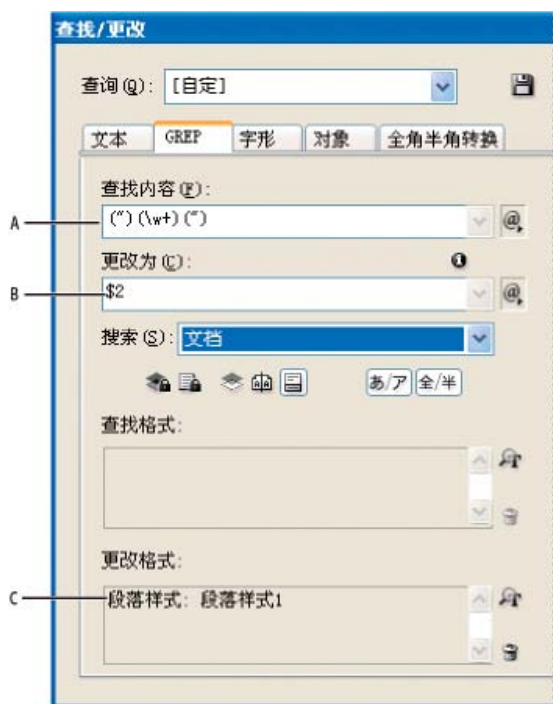 查找/更改
查询(Q): [自定]
文本 GREP 字形 对象 全角半角转换
查找内容(F):
A (")(\w+)(") @
更改为(C):
B $2 @
搜索(S): 文档
あ/ア 全/半
查找格式:
更改格式:
C 段落样式: 段落样式1